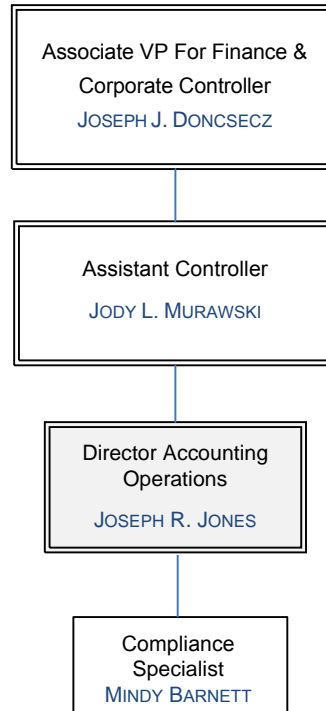 Associate VP For Finance &
Corporate Controller
JOSEPH J. DONCSECZ
Assistant Controller
JODY L. MURAWSKI
Director Accounting
Operations
JOSEPH R. JONES
Compliance
Specialist
MINDY BARNETT